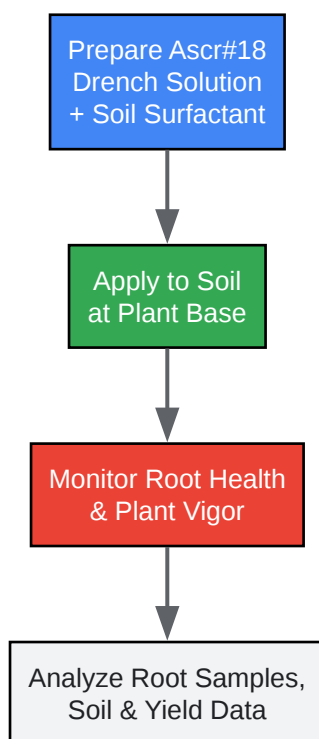 Prepare Ascr#18
Drench Solution
+ Soil Surfactant
Apply to Soil
at Plant Base
Monitor Root Health
& Plant Vigor
Analyze Root Samples,
Soil & Yield Data